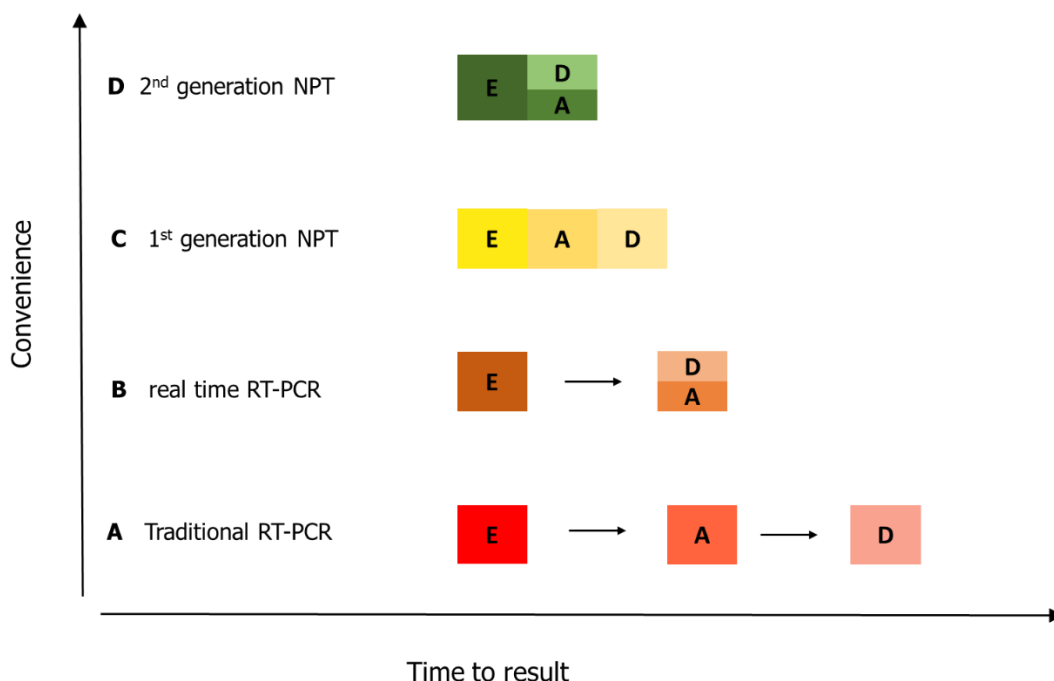 D 2nd generation NPT
E
D
A
C 1st generation NPT
E A D
Convenience
B real time RT-PCR
E
D
A
A Traditional RT-PCR
E A D
Time to result